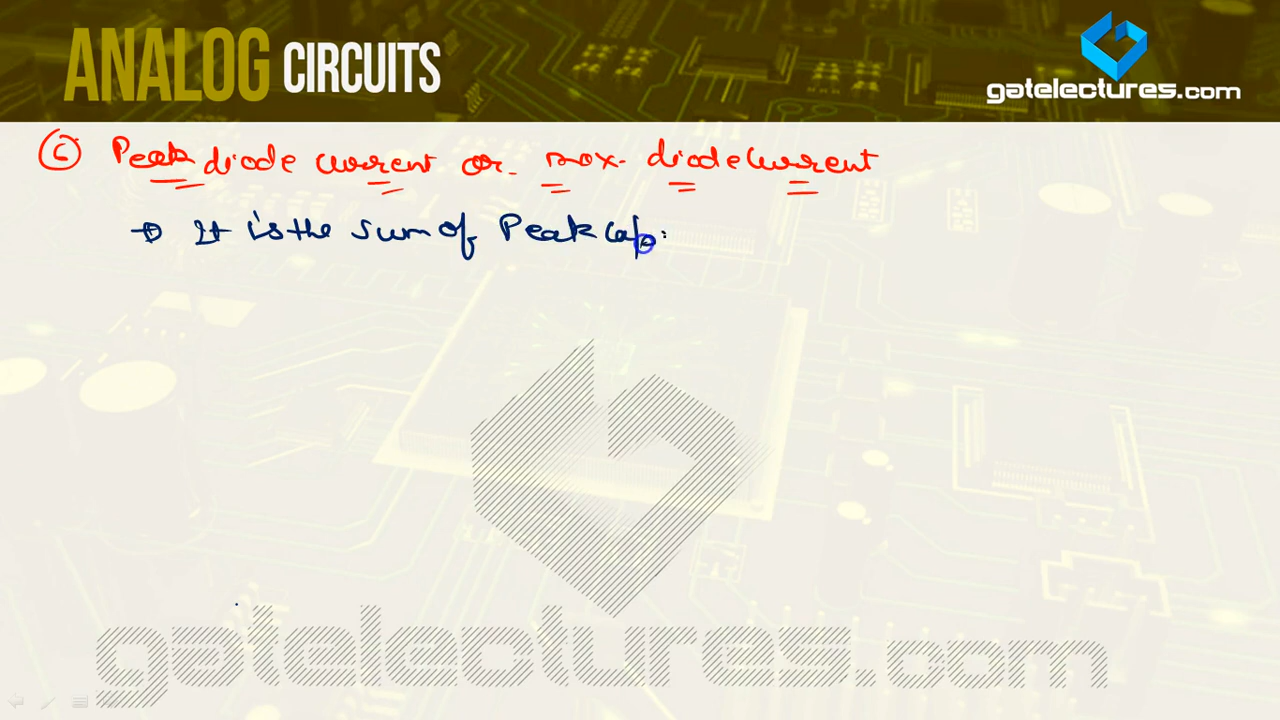 ANALOG CIRCUITS
gatelectures.com
6 Peak diode current or max. diode current
→ It is the sum of Peak cap
gatelectures.com